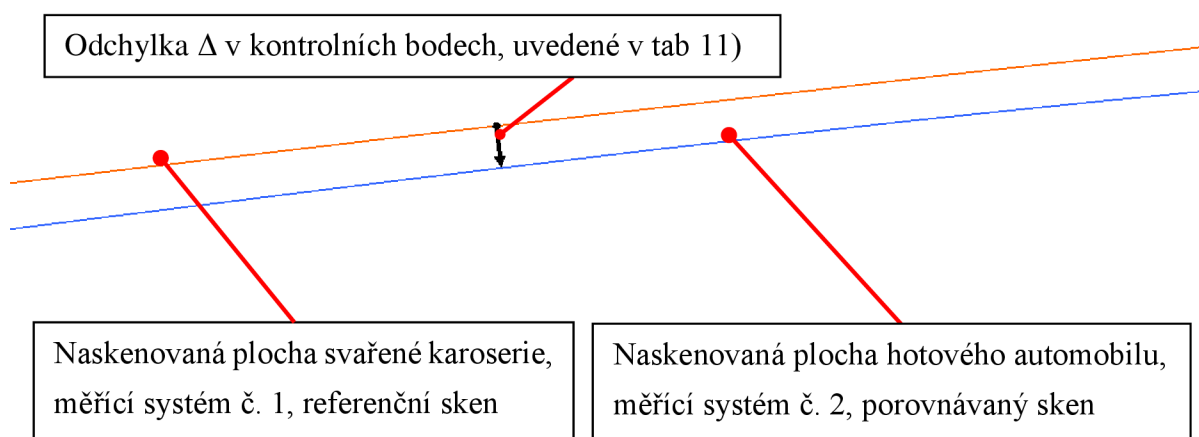 Odchylka Δ v kontrolních bodech, uvedené v tab 11)
Naskenovaná plocha svařené karoserie,
měřící systém č. 1, referenční sken
Naskenovaná plocha hotového automobilu,
měřící systém č. 2, porovnávaný sken